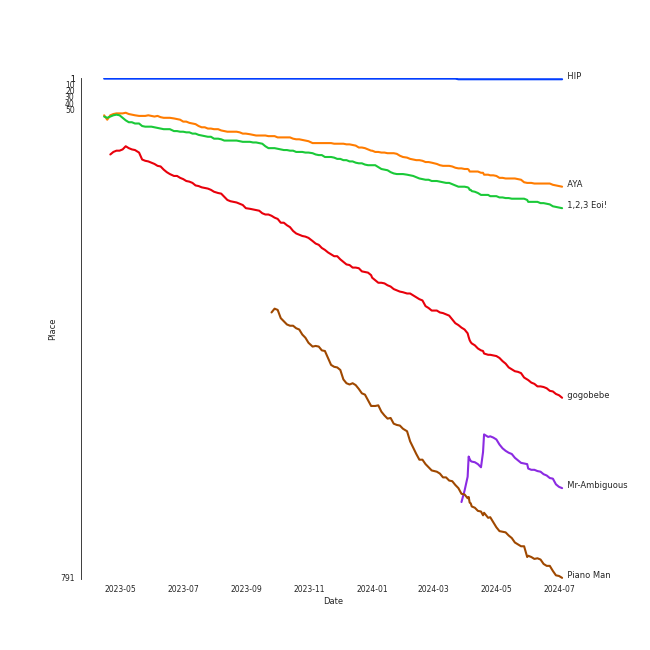 1
10
20
30
40
50
791
Place
HIP
AYA
1,2,3 Eoi!
gogobebe
Mr-Ambiguous
Piano Man
2023-05
2023-07
2023-09
2023-11
2024-01
2024-03
2024-05
2024-07
Date